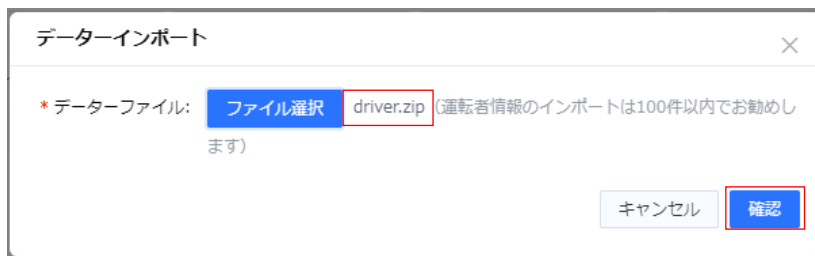 データーインポート
* データーファイル: ファイル選択 driver.zip (運転者情報のインポートは100件以内でお勧めし
ます)
キャンセル 確認